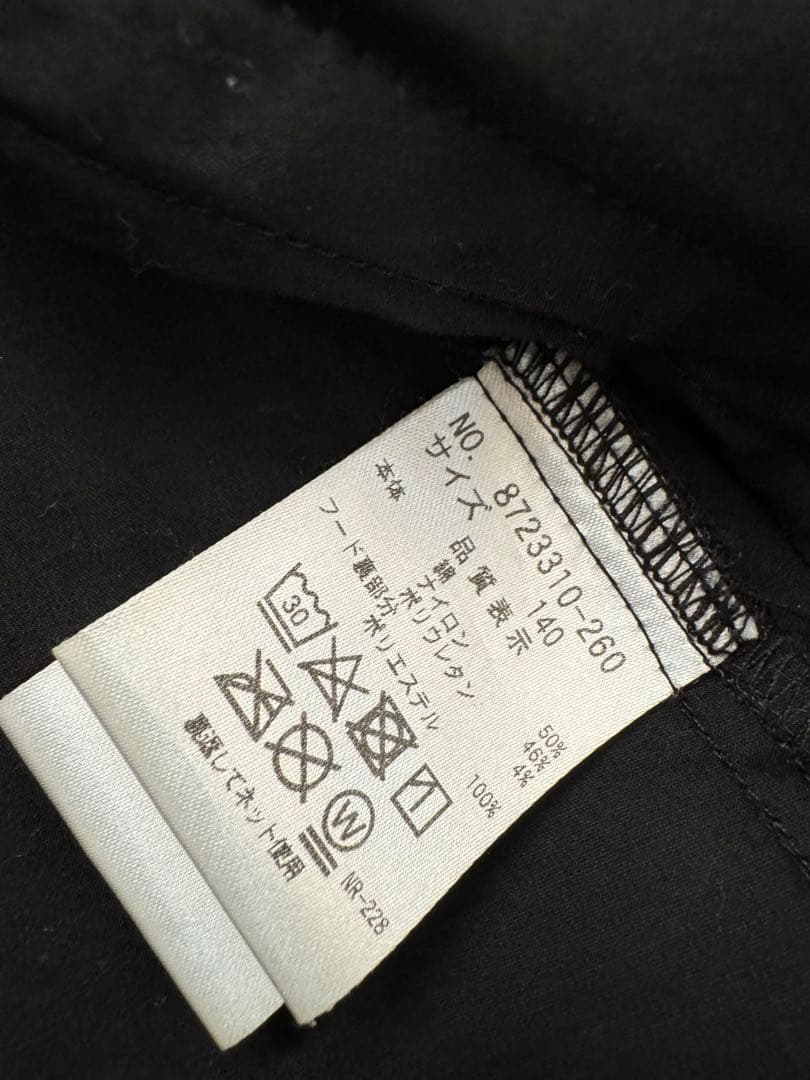 NO. 8723310-260
サイズ 140
品質表示
本体 綿 50%
ナイロン 46%
ポリウレタン 4%
フード裏部分 ポリエステル 100%
30
W
裏返してネット使用
NR-228